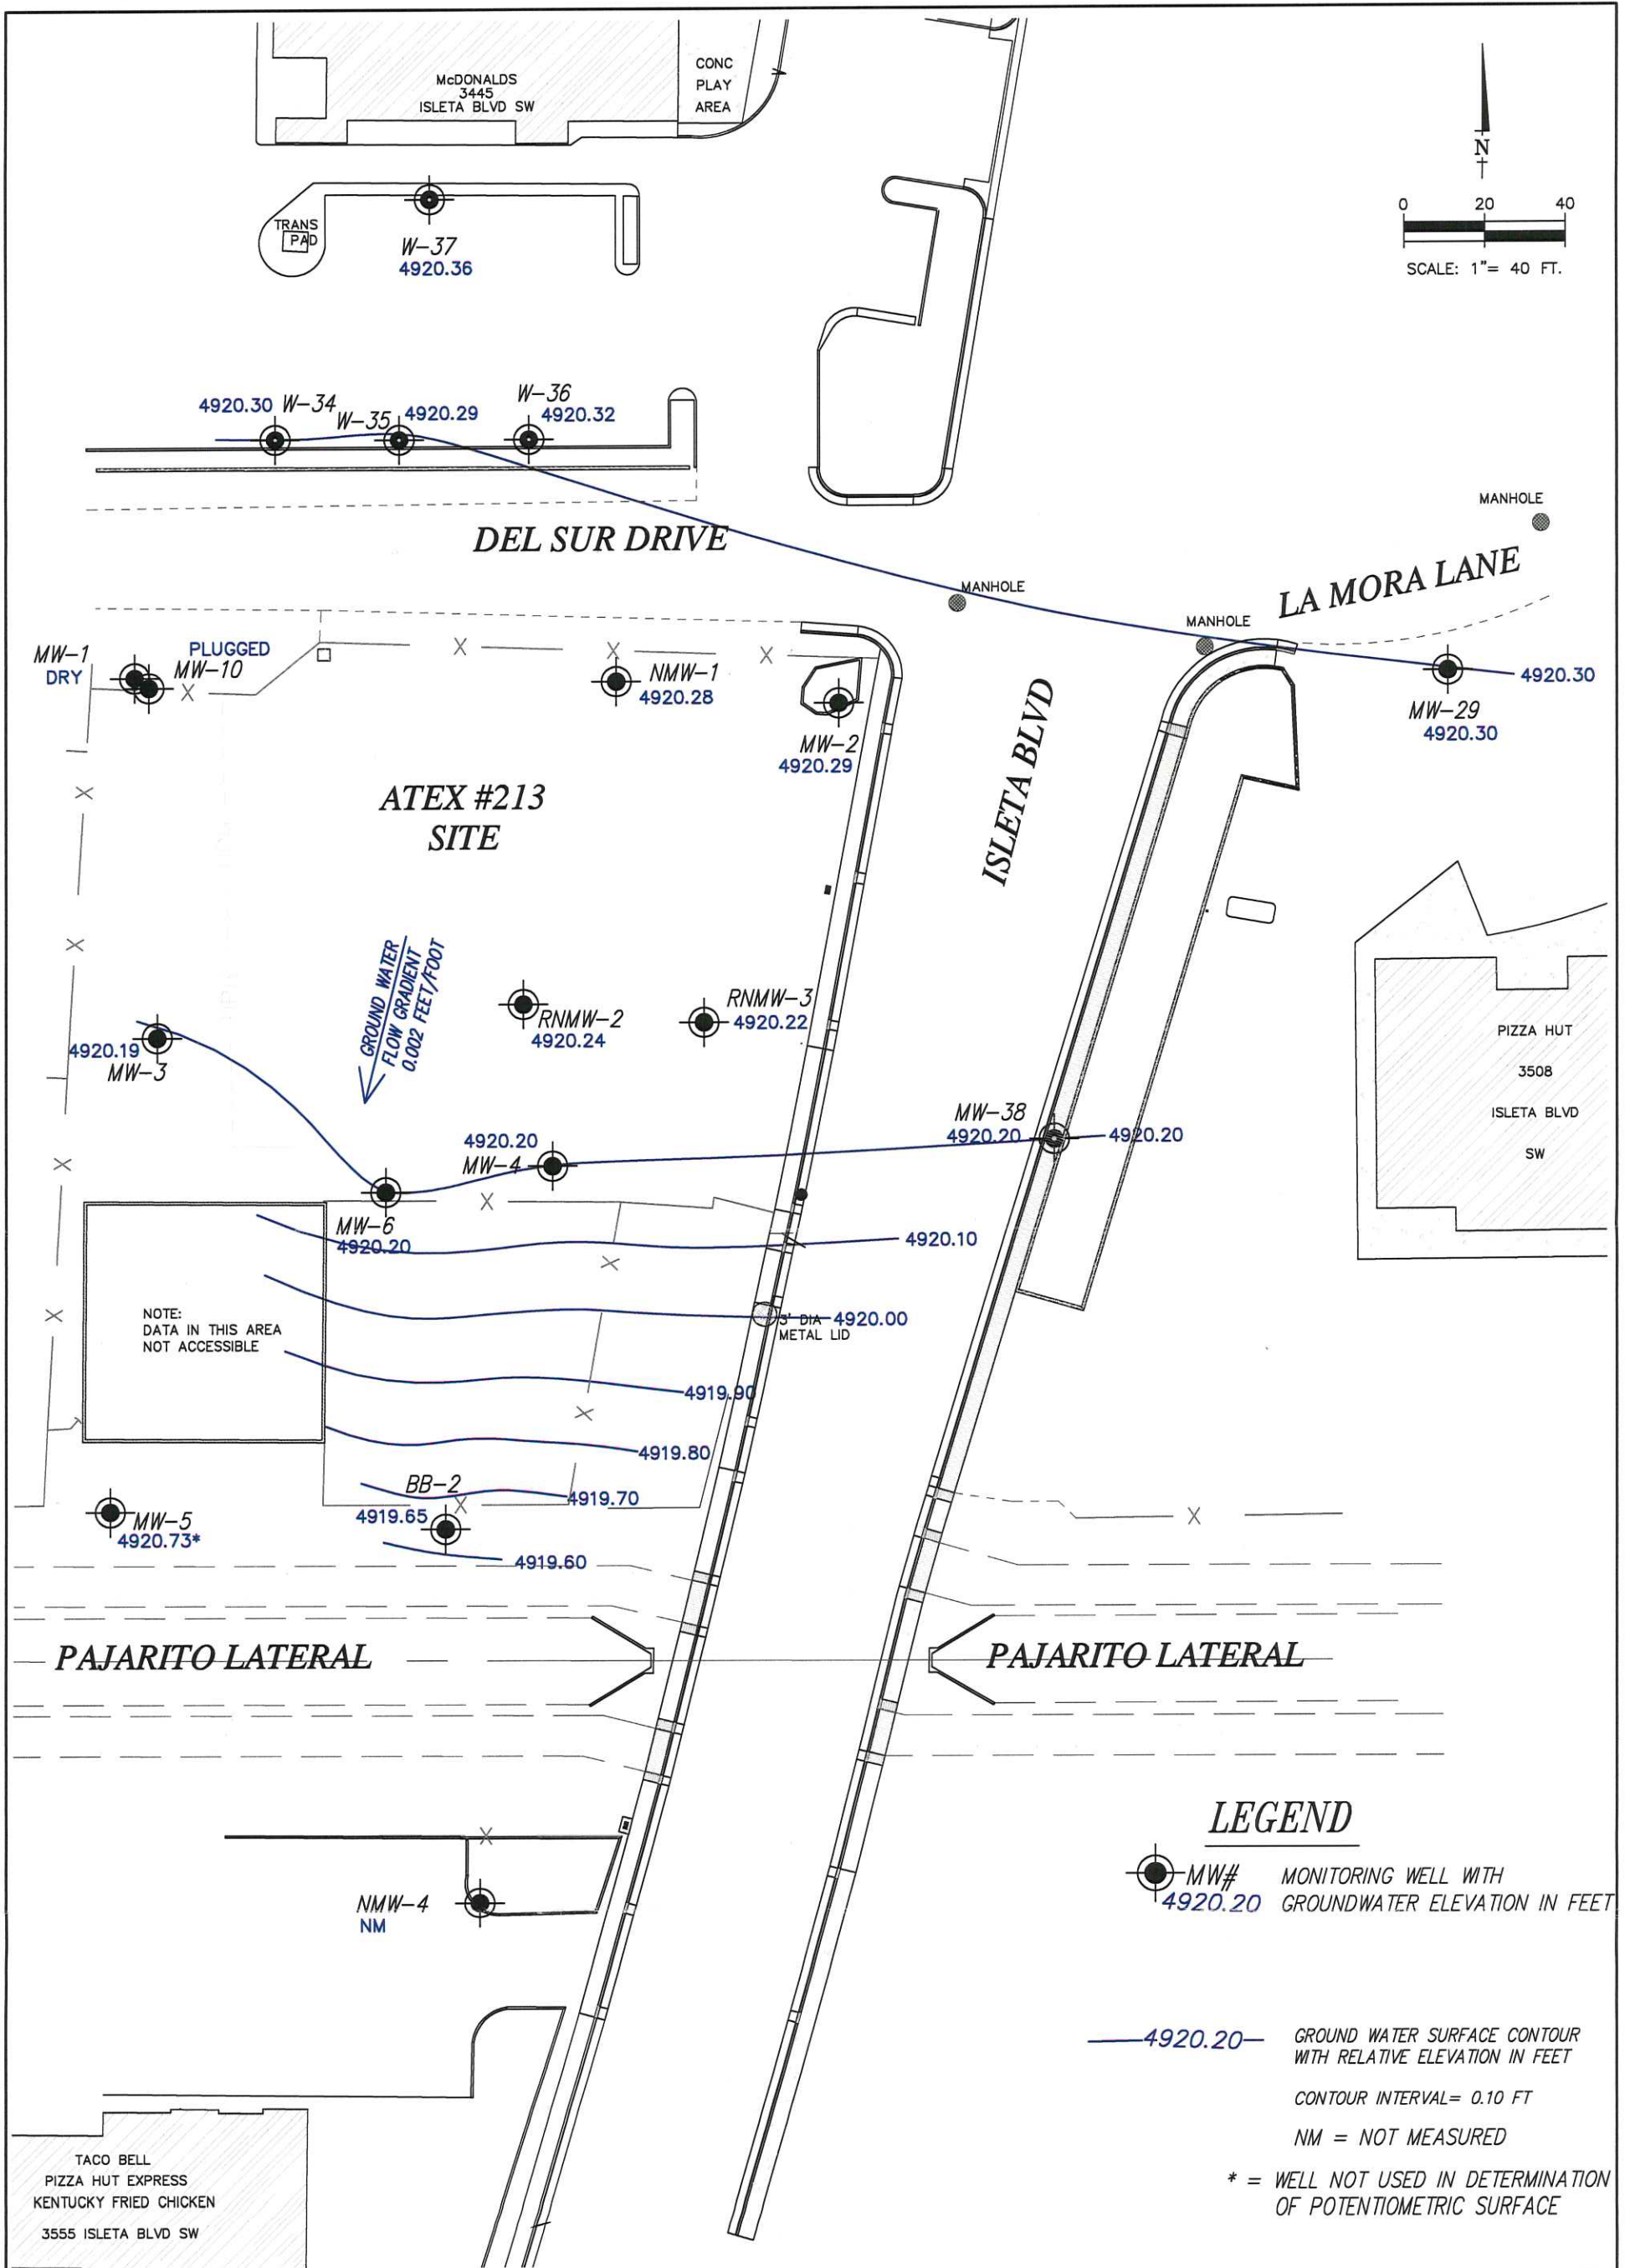 McDONALDS
3445
ISLETA BLVD SW
CONC
PLAY
AREA
N
0 20 40
SCALE: 1"= 40 FT.
TRANS
PAD
W-37
4920.36
4920.30 W-34
W-35 4920.29
W-36
4920.32
DEL SUR DRIVE
MANHOLE
MANHOLE
MANHOLE
LA MORA LANE
MW-1
DRY
PLUGGED
MW-10
NMW-1
4920.28
MW-2
4920.29
4920.30
MW-29
4920.30
ISLETA BLVD
ATEX #213
SITE
GROUND WATER
FLOW GRADIENT
0.002 FEET/FOOT
RNMW-2
4920.24
RNMW-3
4920.22
4920.19
MW-3
PIZZA HUT
3508
ISLETA BLVD
SW
MW-38
4920.20
4920.20
4920.20
MW-4
MW-6
4920.20
4920.10
4920.00
3' DIA
METAL LID
NOTE:
DATA IN THIS AREA
NOT ACCESSIBLE
4919.90
4919.80
4919.70
BB-2
4919.65
4919.60
MW-5
4920.73*
PAJARITO LATERAL
PAJARITO LATERAL
NMW-4
NM
LEGEND
MW#
4920.20
MONITORING WELL WITH
GROUNDWATER ELEVATION IN FEET
4920.20
GROUND WATER SURFACE CONTOUR
WITH RELATIVE ELEVATION IN FEET
CONTOUR INTERVAL= 0.10 FT
NM = NOT MEASURED
* = WELL NOT USED IN DETERMINATION
OF POTENTIOMETRIC SURFACE
TACO BELL
PIZZA HUT EXPRESS
KENTUCKY FRIED CHICKEN
3555 ISLETA BLVD SW